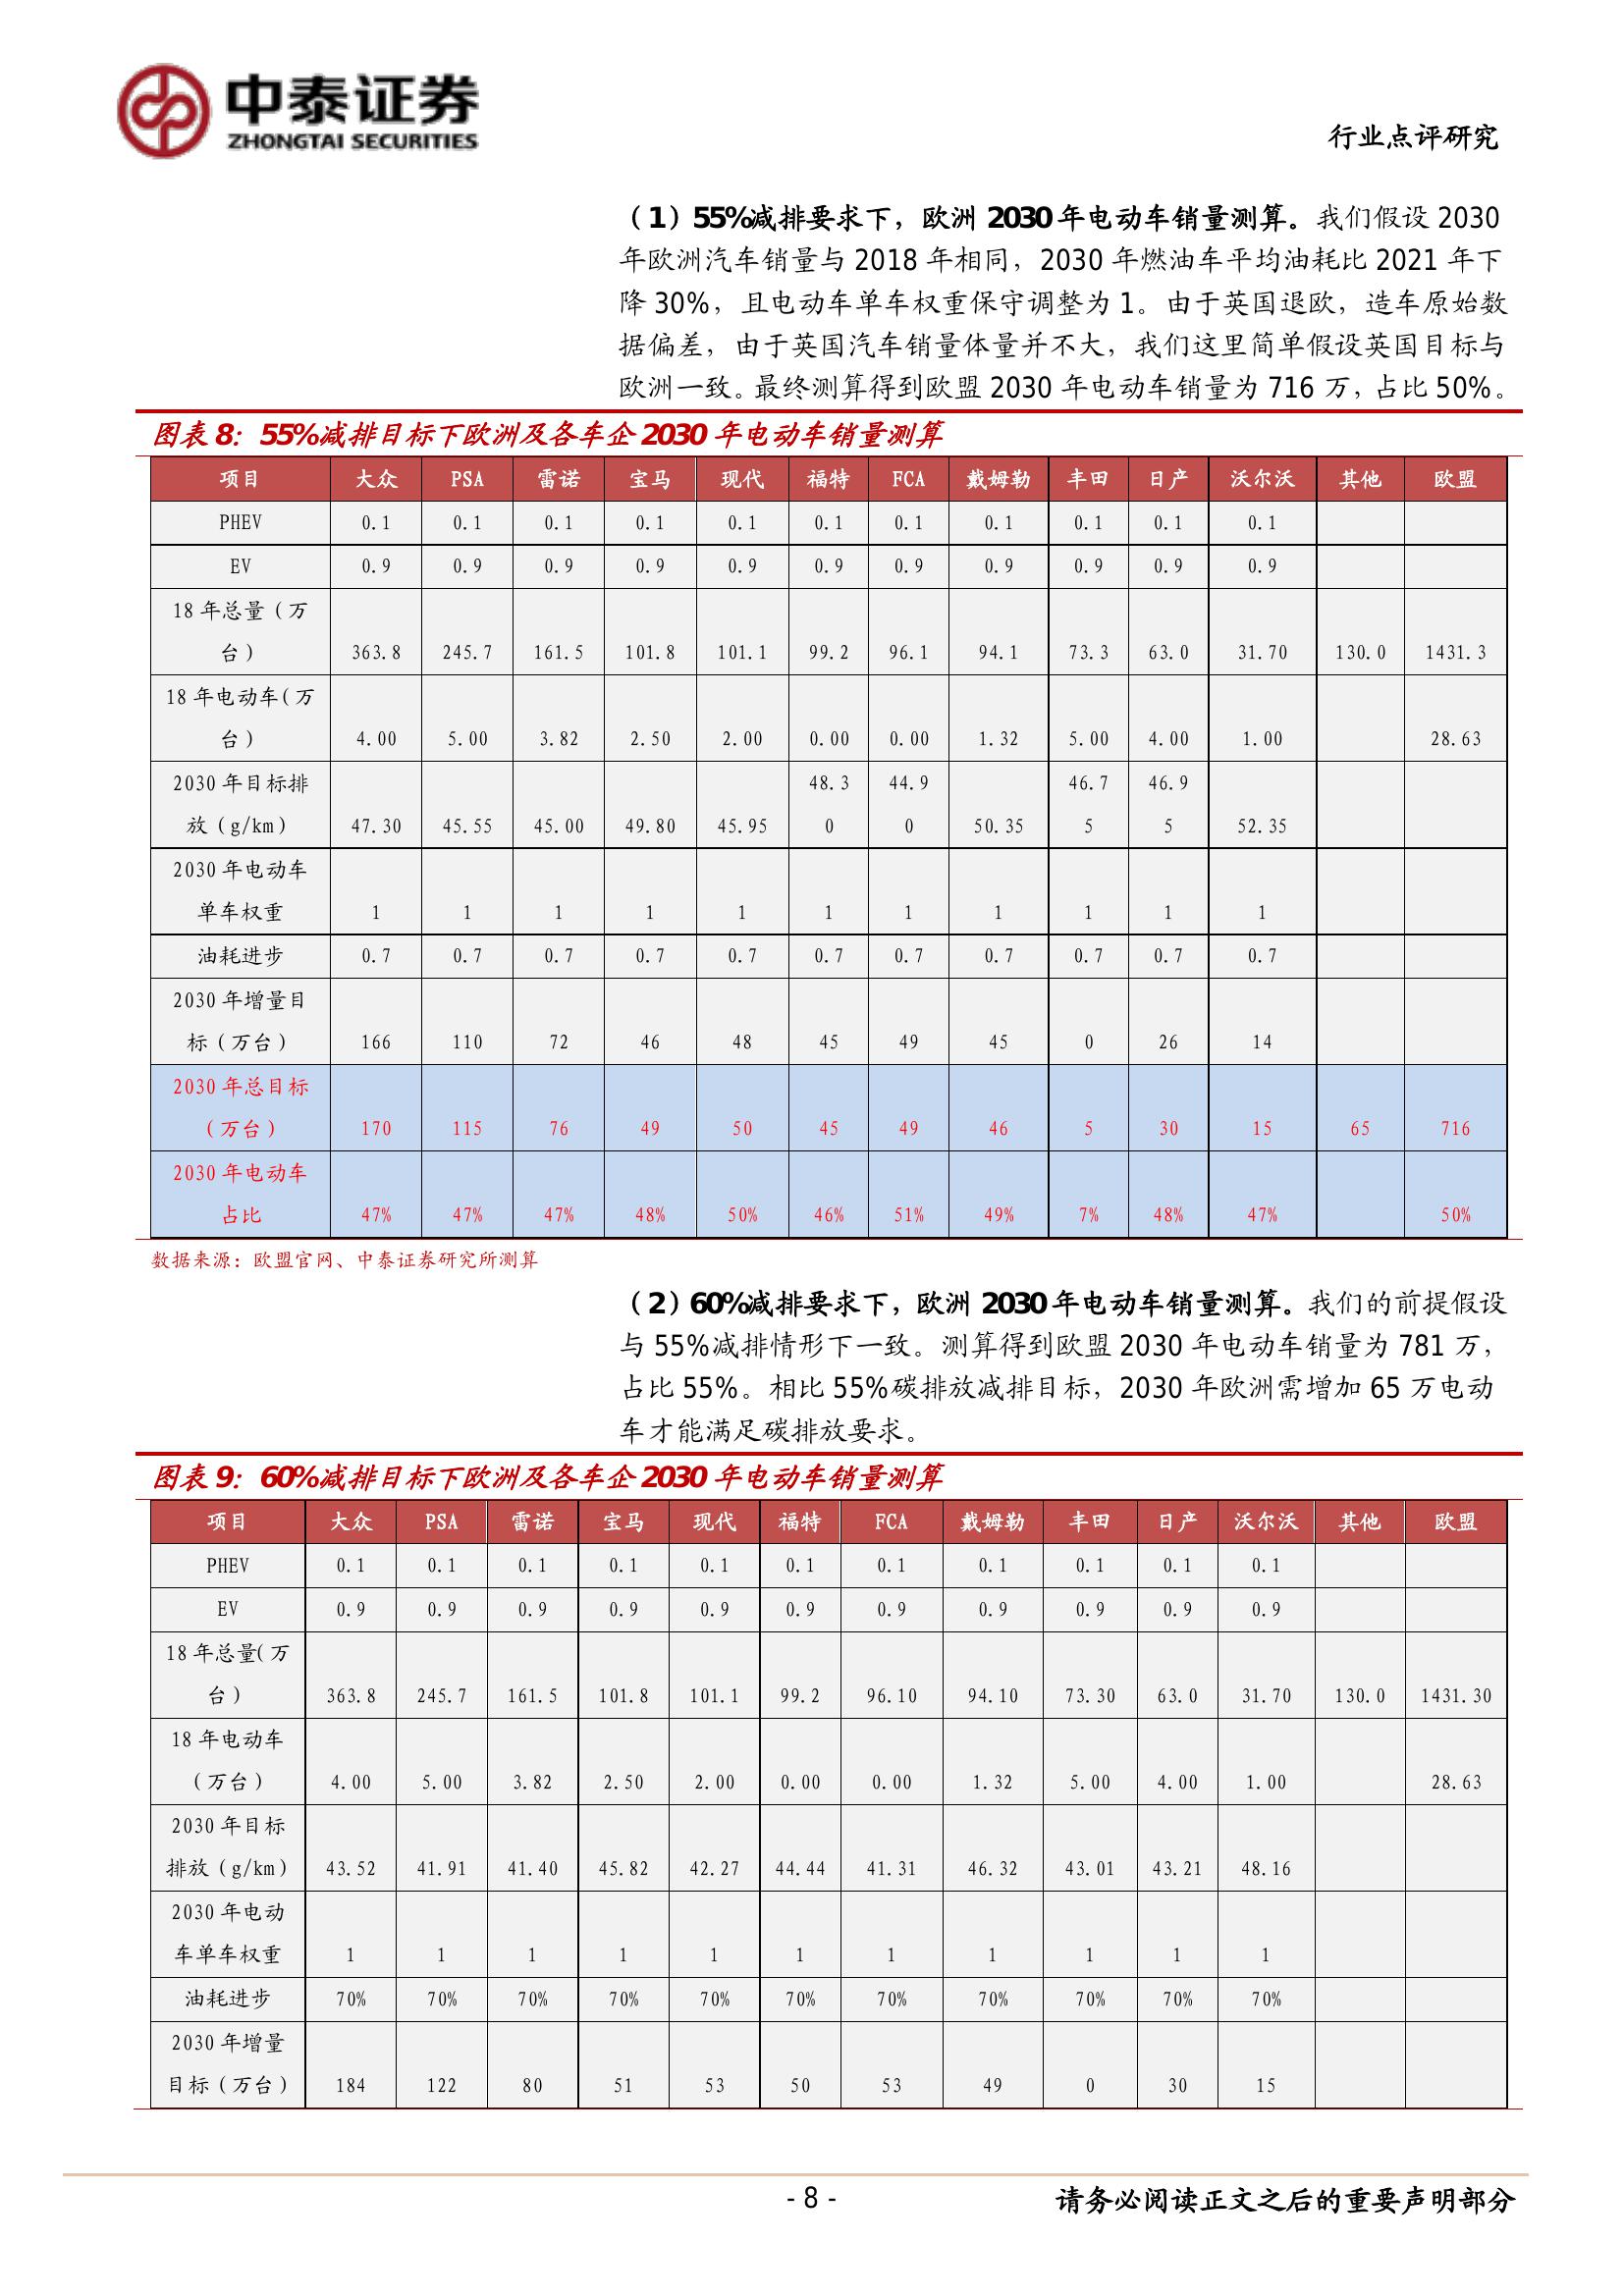 中泰证券
ZHONGTAI SECURITIES
行业点评研究
（1）55%减排要求下，欧洲 2030 年电动车销量测算。我们假设 2030
年欧洲汽车销量与 2018 年相同，2030 年燃油车平均油耗比 2021 年下
降 30%，且电动车单车权重保守调整为 1。由于英国退欧，造车原始数
据偏差，由于英国汽车销量体量并不大，我们这里简单假设英国目标与
欧洲一致。最终测算得到欧盟 2030 年电动车销量为 716 万，占比 50%。
图表 8：55%减排目标下欧洲及各车企 2030 年电动车销量测算
项目 大众 PSA 雷诺 宝马 现代 福特 FCA 戴姆勒 丰田 日产 沃尔沃 其他 欧盟
PHEV 0.1 0.1 0.1 0.1 0.1 0.1 0.1 0.1 0.1 0.1 0.1
EV 0.9 0.9 0.9 0.9 0.9 0.9 0.9 0.9 0.9 0.9 0.9
18 年总量（万
台） 363.8 245.7 161.5 101.8 101.1 99.2 96.1 94.1 73.3 63.0 31.70 130.0 1431.3
18 年电动车（万
台） 4.00 5.00 3.82 2.50 2.00 0.00 0.00 1.32 5.00 4.00 1.00 28.63
2030 年目标排 48.3 44.9 46.7 46.9
放（g/km） 47.30 45.55 45.00 49.80 45.95 0 0 50.35 5 5 52.35
2030 年电动车
单车权重 1 1 1 1 1 1 1 1 1 1 1
油耗进步 0.7 0.7 0.7 0.7 0.7 0.7 0.7 0.7 0.7 0.7 0.7
2030 年增量目
标（万台） 166 110 72 46 48 45 49 45 0 26 14
2030 年总目标
（万台） 170 115 76 49 50 45 49 46 5 30 15 65 716
2030 年电动车
占比 47% 47% 47% 48% 50% 46% 51% 49% 7% 48% 47% 50%
数据来源：欧盟官网、中泰证券研究所测算
（2）60%减排要求下，欧洲 2030 年电动车销量测算。我们的前提假设
与 55%减排情形下一致。测算得到欧盟 2030 年电动车销量为 781 万，
占比 55%。相比 55%碳排放减排目标，2030 年欧洲需增加 65 万电动
车才能满足碳排放要求。
图表 9：60%减排目标下欧洲及各车企 2030 年电动车销量测算
项目 大众 PSA 雷诺 宝马 现代 福特 FCA 戴姆勒 丰田 日产 沃尔沃 其他 欧盟
PHEV 0.1 0.1 0.1 0.1 0.1 0.1 0.1 0.1 0.1 0.1 0.1
EV 0.9 0.9 0.9 0.9 0.9 0.9 0.9 0.9 0.9 0.9 0.9
18 年总量（万
台） 363.8 245.7 161.5 101.8 101.1 99.2 96.10 94.10 73.30 63.0 31.70 130.0 1431.30
18 年电动车
（万台） 4.00 5.00 3.82 2.50 2.00 0.00 0.00 1.32 5.00 4.00 1.00 28.63
2030 年目标
排放（g/km） 43.52 41.91 41.40 45.82 42.27 44.44 41.31 46.32 43.01 43.21 48.16
2030 年电动
车单车权重 1 1 1 1 1 1 1 1 1 1 1
油耗进步 70% 70% 70% 70% 70% 70% 70% 70% 70% 70% 70%
2030 年增量
目标（万台） 184 122 80 51 53 50 53 49 0 30 15
- 8 -
请务必阅读正文之后的重要声明部分